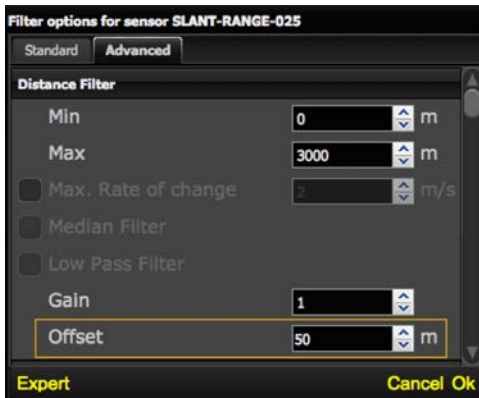 Filter options for sensor SLANT-RANGE-025
Standard Advanced
Distance Filter
Min 0 m
Max 3000 m
Max. Rate of change 2 m/s
Median Filter
Low Pass Filter
Gain 1
Offset 50 m
Expert Cancel Ok